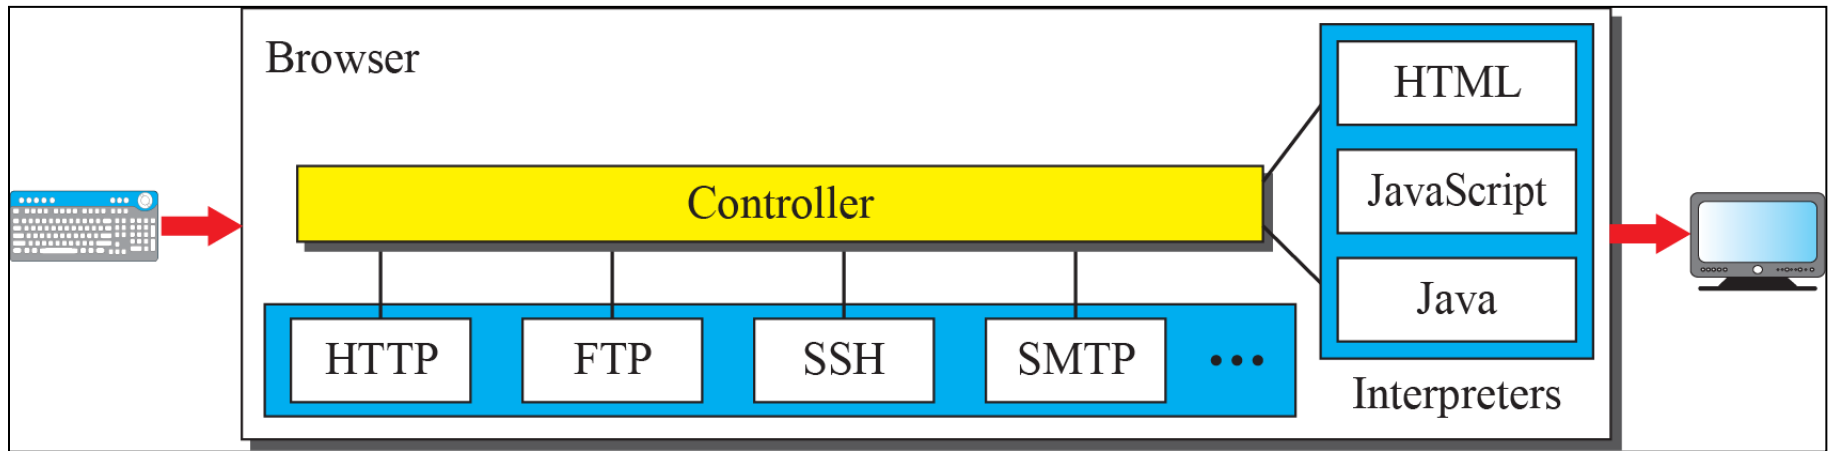 Browser
Controller
HTTP
FTP
SSH
SMTP
...
HTML
JavaScript
Java
Interpreters